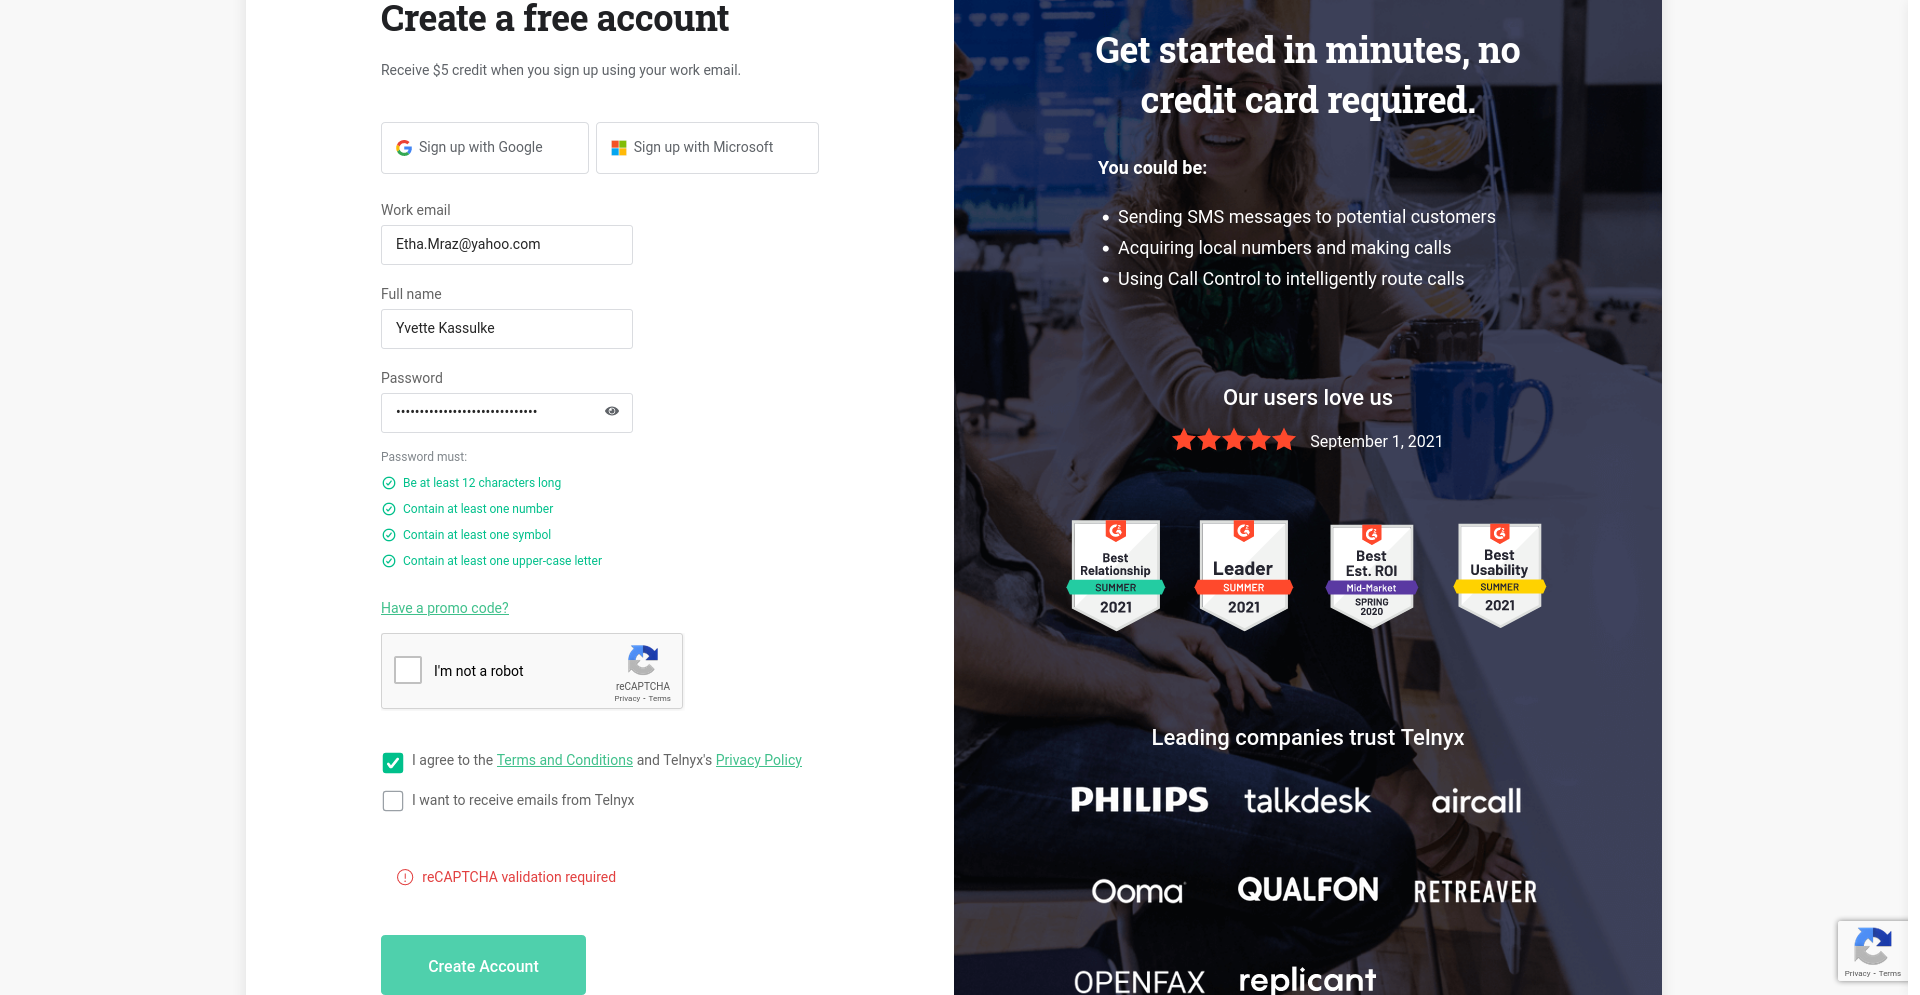 Create a free account
Receive $5 credit when you sign up using your work email.
Sign up with Google
Sign up with Microsoft
Work email
Etha.Mraz@yahoo.com
Full name
Yvette Kassulke
Password
••••••••••••••••••••••••••••••
Password must:
Be at least 12 characters long
Contain at least one number
Contain at least one symbol
Contain at least one upper-case letter
Have a promo code?
I'm not a robot
reCAPTCHA
Privacy - Terms
I agree to the Terms and Conditions and Telnyx's Privacy Policy
I want to receive emails from Telnyx
reCAPTCHA validation required
Create Account
Get started in minutes, no
credit card required.
You could be:
• Sending SMS messages to potential customers
• Acquiring local numbers and making calls
• Using Call Control to intelligently route calls
Our users love us
September 1, 2021
Best
Relationship
SUMMER
2021
Leader
SUMMER
2021
Best
Est. ROI
Mid-Market
SPRING
2020
Best
Usability
SUMMER
2021
Leading companies trust Telnyx
PHILIPS
talkdesk
aircall
Ooma
QUALFON
RETREAVER
OPENFAX
replicant
Privacy - Terms